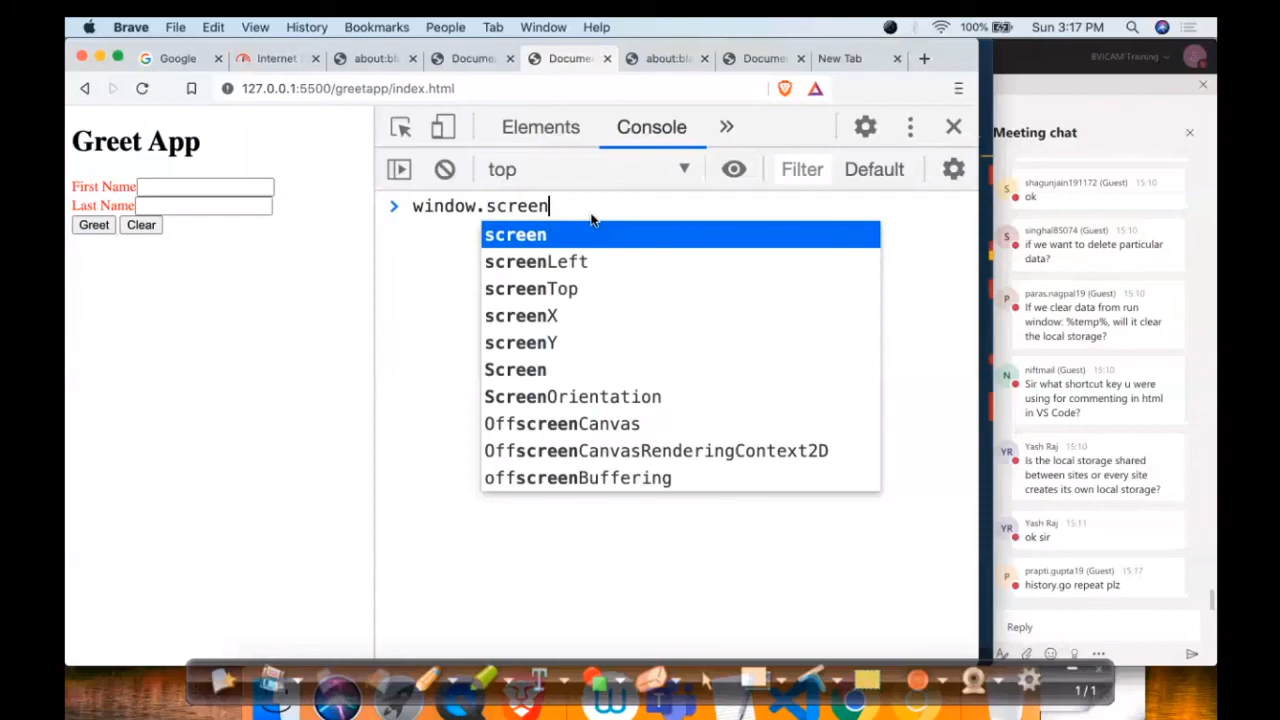 Brave File Edit View History Bookmarks People Tab Window Help 100% Sun 3:17 PM
Google Internet about:bl Docume Docume about:bl Docume New Tab
127.0.0.1:5500/greetapp/index.html
Greet App
First Name
Last Name
Greet Clear
Elements Console
top Filter Default
window.screen
screen
screenLeft
screenTop
screenX
screenY
Screen
ScreenOrientation
OffscreenCanvas
OffscreenCanvasRenderingContext2D
offscreenBuffering
BVICAM Training
Meeting chat
S shagunjain191172 (Guest) 15:10
ok
S singhal85074 (Guest) 15:10
if we want to delete particular
data?
P paras.nagpal19 (Guest) 15:10
If we clear data from run
window: %temp%, will it clear
the local storage?
N niftmail (Guest) 15:10
Sir what shortcut key u were
using for commenting in html
in VS Code?
YR Yash Raj 15:10
Is the local storage shared
between sites or every site
creates its own local storage?
YR Yash Raj 15:11
ok sir
P prapti.gupta19 (Guest) 15:17
history.go repeat plz
Reply
1/1